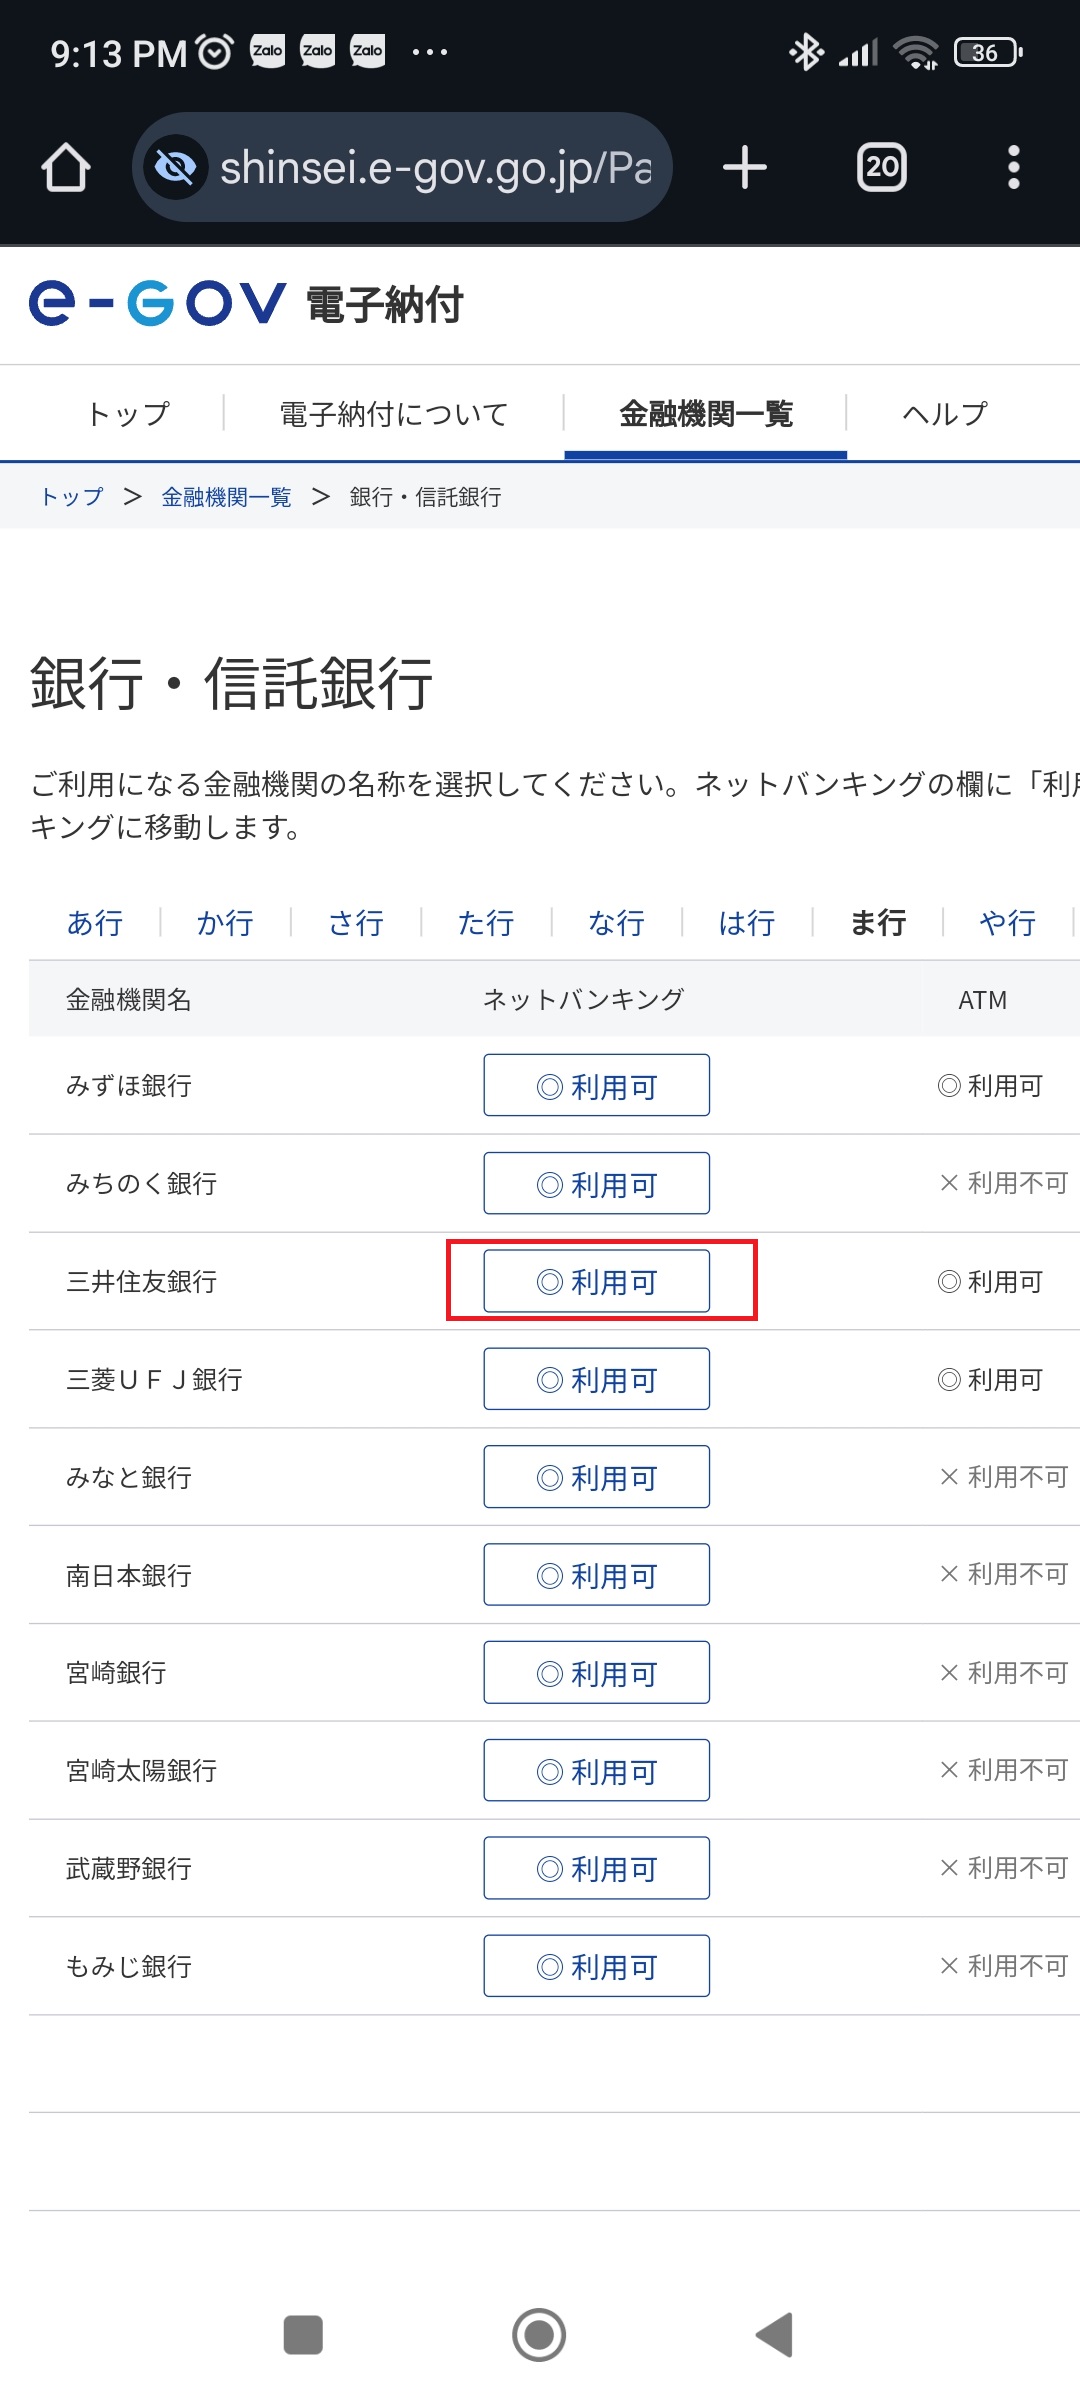 9:13 PM Zalo Zalo Zalo ... 36
shinsei.e-gov.go.jp/Pa 20
e-GOV 電子納付
トップ 電子納付について 金融機関一覧 ヘルプ
トップ > 金融機関一覧 > 銀行・信託銀行
銀行・信託銀行
ご利用になる金融機関の名称を選択してください。ネットバンキングの欄に「利用
キングに移動します。
あ行 か行 さ行 た行 な行 は行 ま行 や行
金融機関名 ネットバンキング ATM
みずほ銀行 ◎ 利用可 ◎ 利用可
みちのく銀行 ◎ 利用可 × 利用不可
三井住友銀行 ◎ 利用可 ◎ 利用可
三菱ＵＦＪ銀行 ◎ 利用可 ◎ 利用可
みなと銀行 ◎ 利用可 × 利用不可
南日本銀行 ◎ 利用可 × 利用不可
宮崎銀行 ◎ 利用可 × 利用不可
宮崎太陽銀行 ◎ 利用可 × 利用不可
武蔵野銀行 ◎ 利用可 × 利用不可
もみじ銀行 ◎ 利用可 × 利用不可